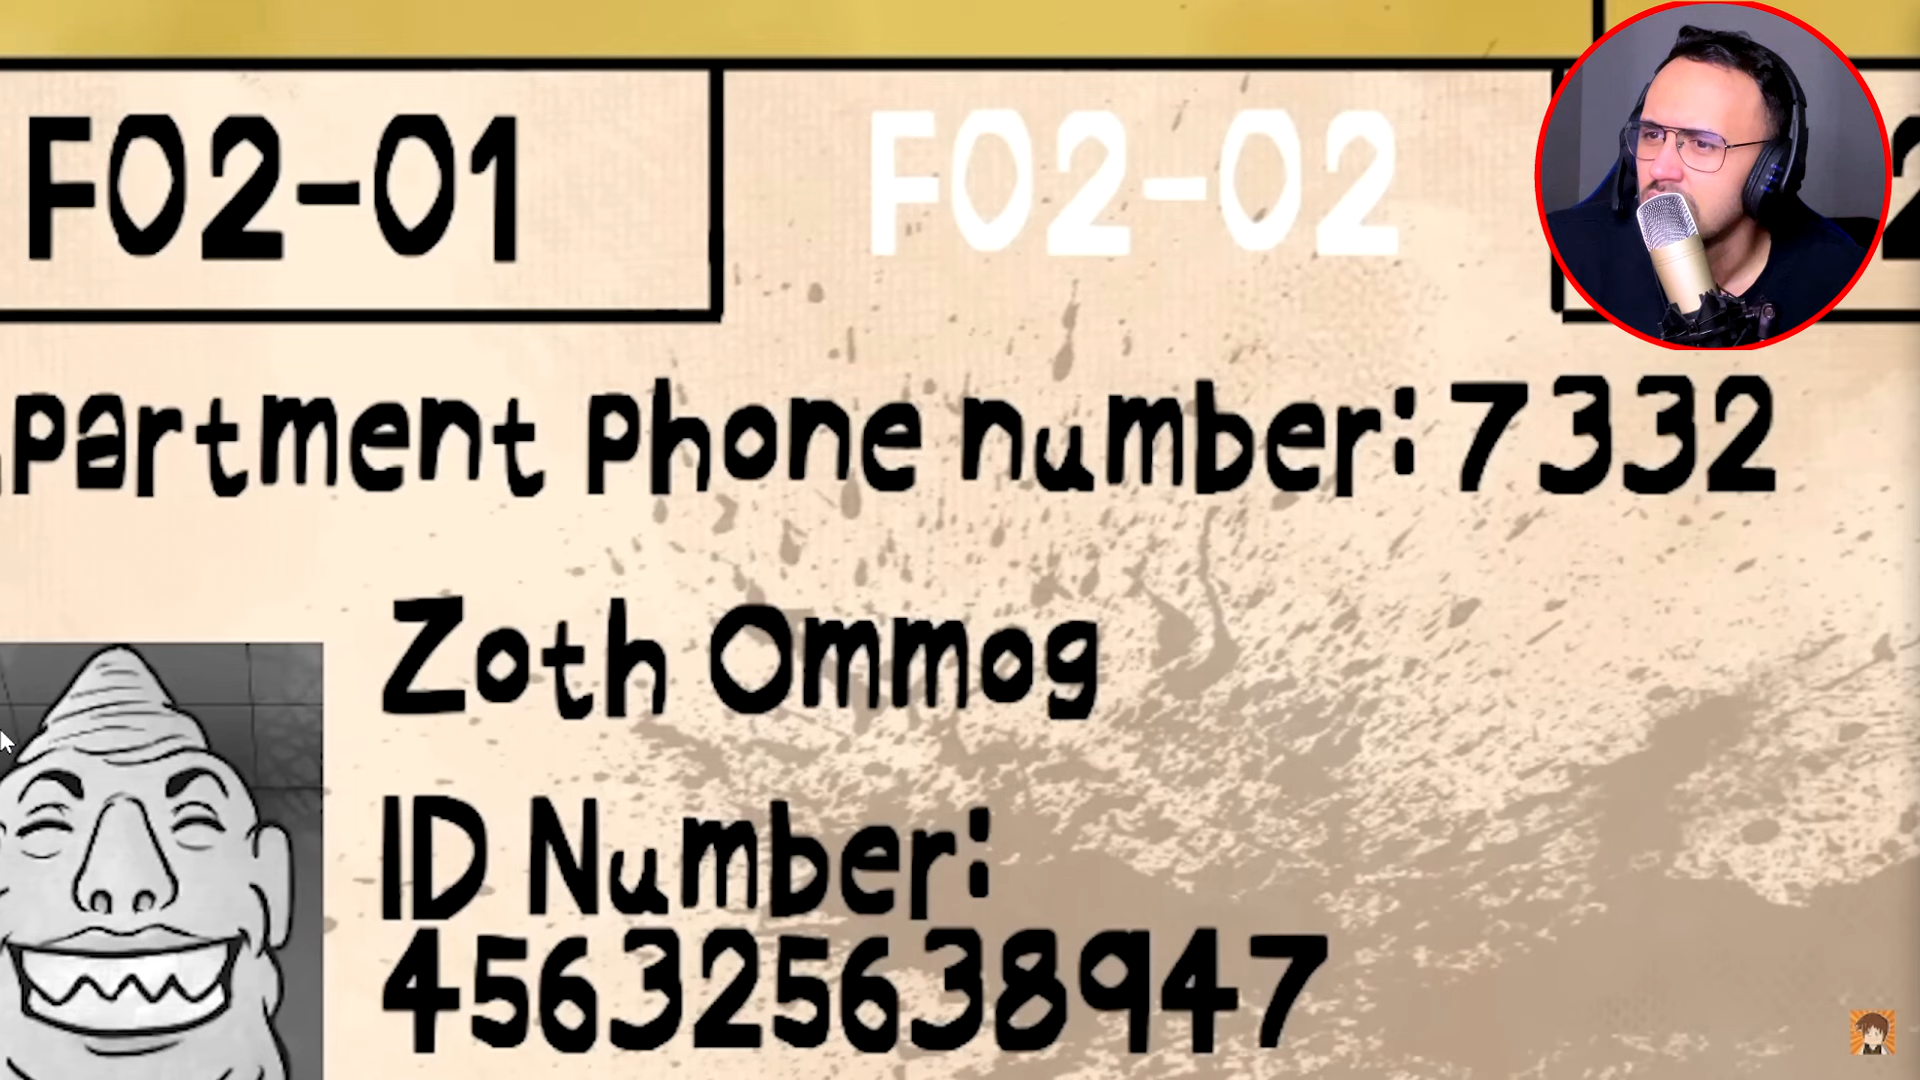 F02-01
F02-02
partment phone number: 7332
Zoth Ommog
ID Number:
456325638947